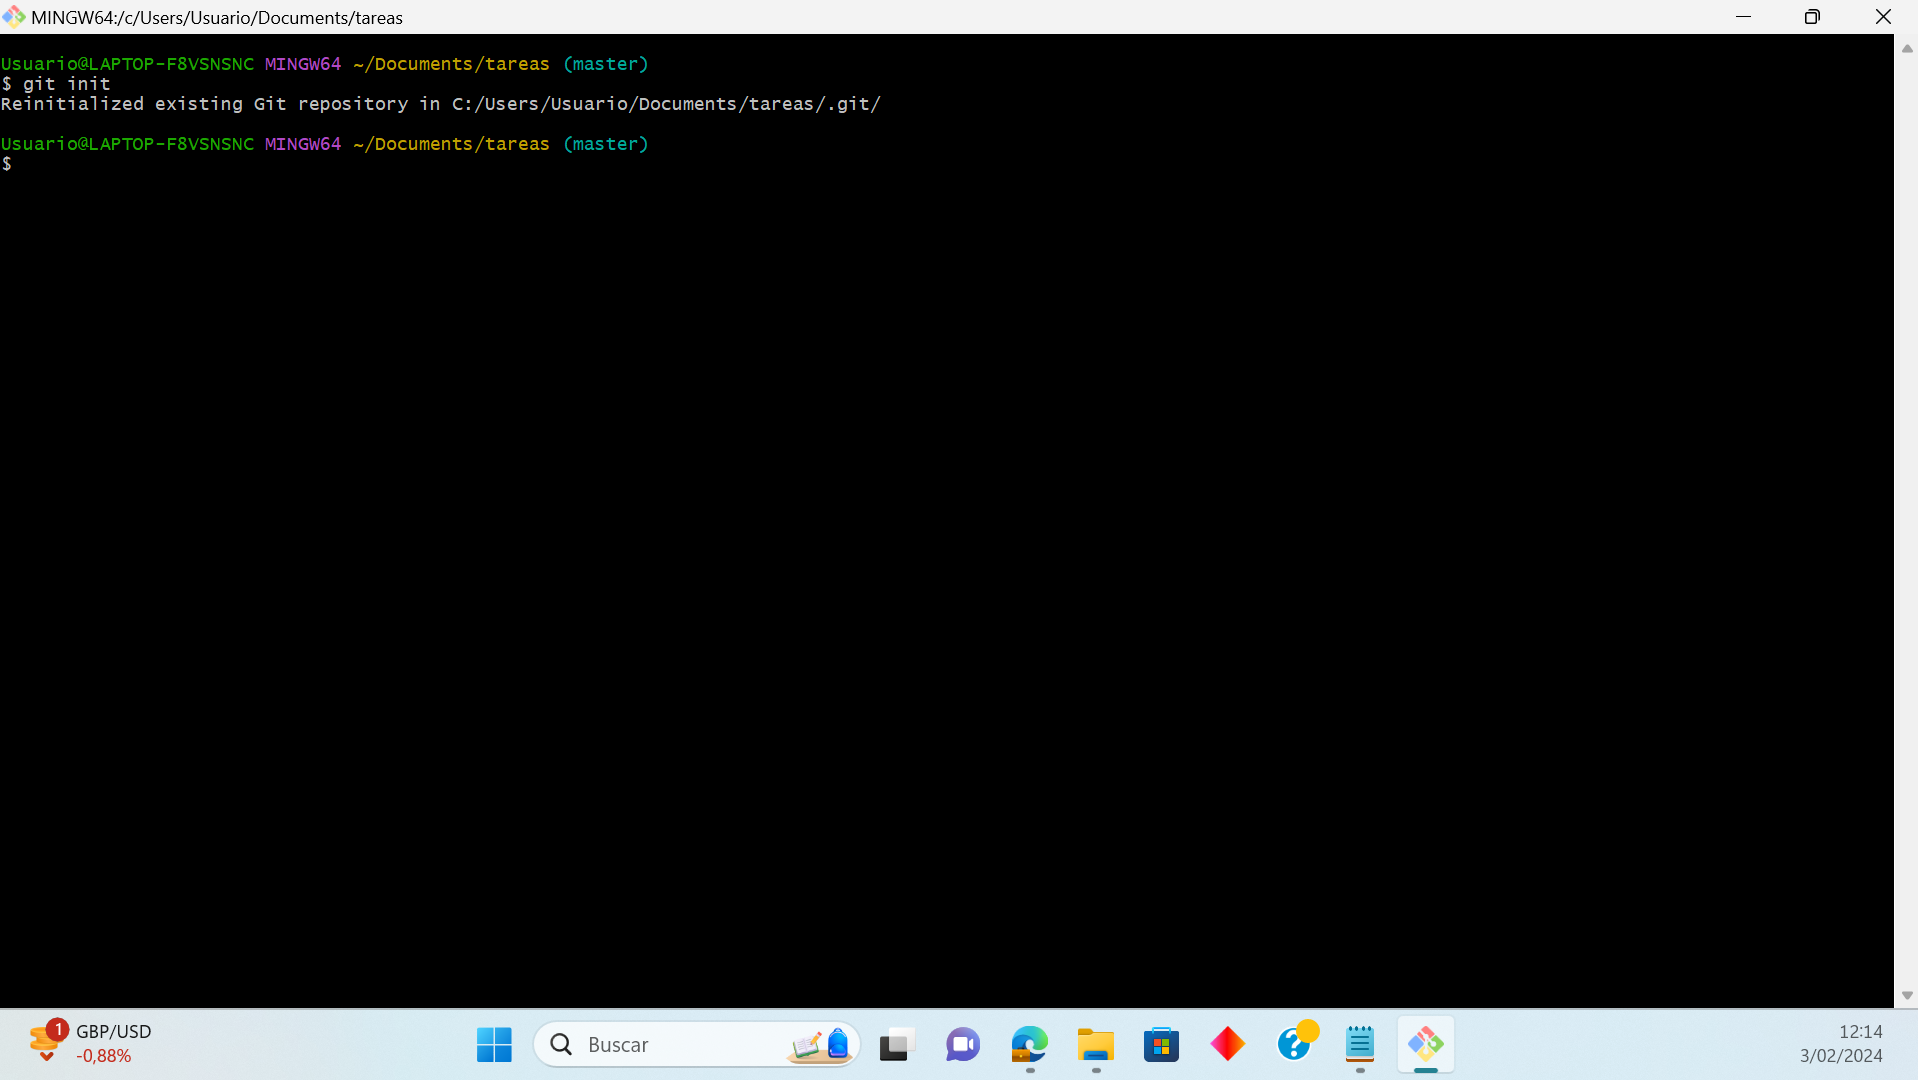 MINGW64:/c/Users/Usuario/Documents/tareas
Usuario@LAPTOP-F8VSNSNC MINGW64 ~/Documents/tareas (master)
$ git init
Reinitialized existing Git repository in C:/Users/Usuario/Documents/tareas/.git/
Usuario@LAPTOP-F8VSNSNC MINGW64 ~/Documents/tareas (master)
$
1
GBP/USD
-0,88%
Buscar
12:14
3/02/2024